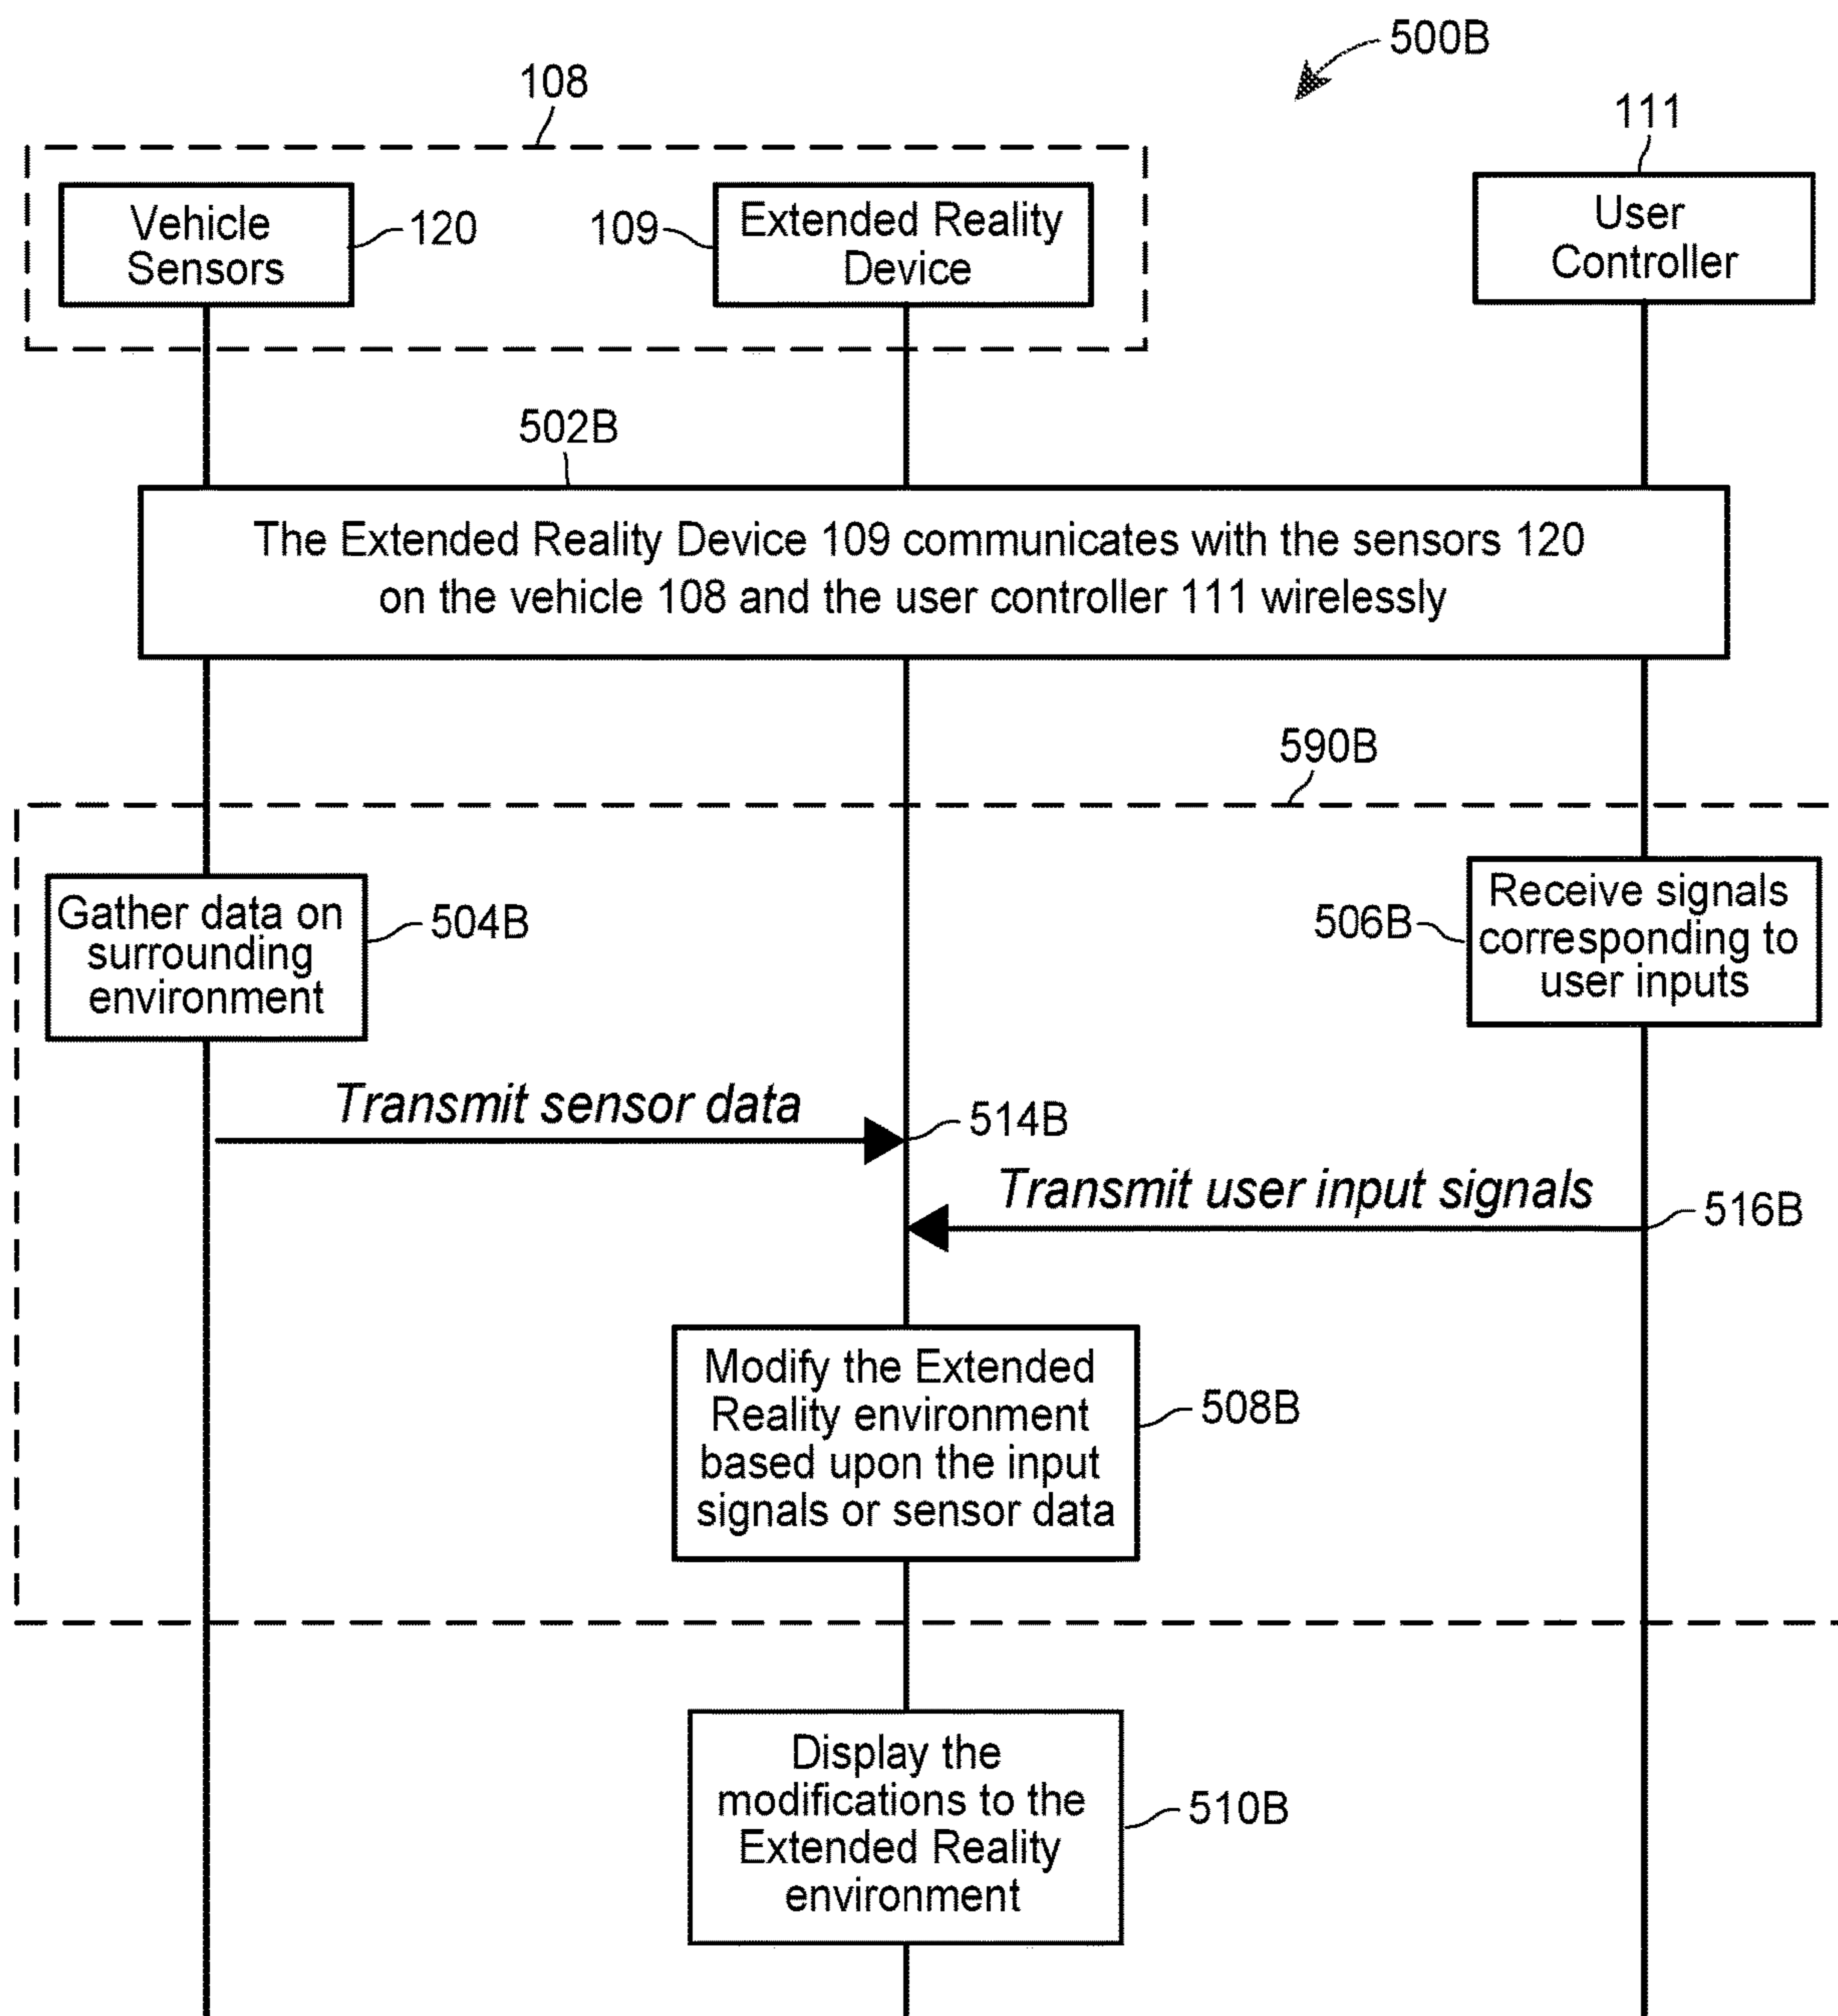 500B
108
111
Vehicle
Sensors
120
109
Extended Reality
Device
User
Controller
502B
The Extended Reality Device 109 communicates with the sensors 120
on the vehicle 108 and the user controller 111 wirelessly
590B
Gather data on
surrounding
environment
504B
506B
Receive signals
corresponding to
user inputs
Transmit sensor data
514B
Transmit user input signals
516B
Modify the Extended
Reality environment
based upon the input
signals or sensor data
508B
Display the
modifications to the
Extended Reality
environment
510B